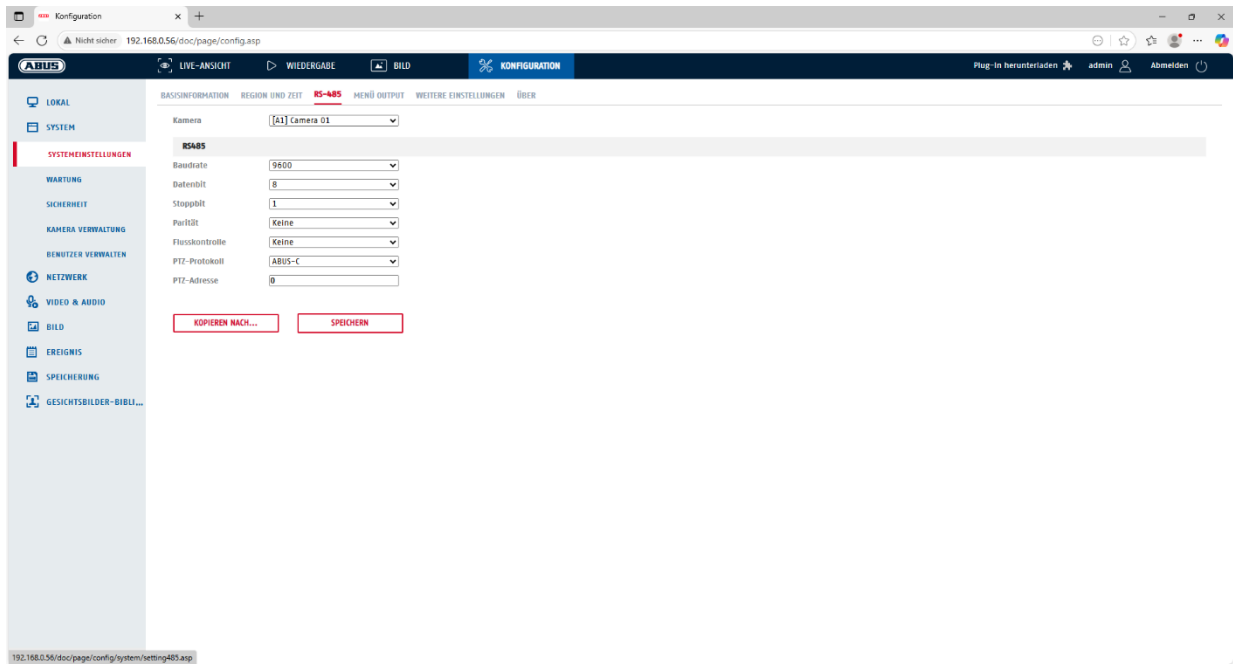 Konfiguration
Nicht sicher 192.168.0.56/doc/page/config.asp
ABUS LIVE-ANSICHT WIEDERGABE BILD KONFIGURATION Plug-In herunterladen admin Abmelden
BASISINFORMATION REGION UND ZEIT RS-485 MENÜ OUTPUT WEITERE EINSTELLUNGEN ÜBER
LOKAL
SYSTEM
SYSTEMEINSTELLUNGEN
WARTUNG
SICHERHEIT
KAMERA VERWALTUNG
BENUTZER VERWALTEN
NETZWERK
VIDEO & AUDIO
BILD
EREIGNIS
SPEICHERUNG
GESICHTSBILDER-BIBLI...
Kamera [A1] Camera 01
RS485
Baudrate 9600
Datenbit 8
Stoppbit 1
Parität Keine
Flusskontrolle Keine
PTZ-Protokoll ABUS-C
PTZ-Adresse 0
KOPIEREN NACH... SPEICHERN
192.168.0.56/doc/page/config/system/setting485.asp